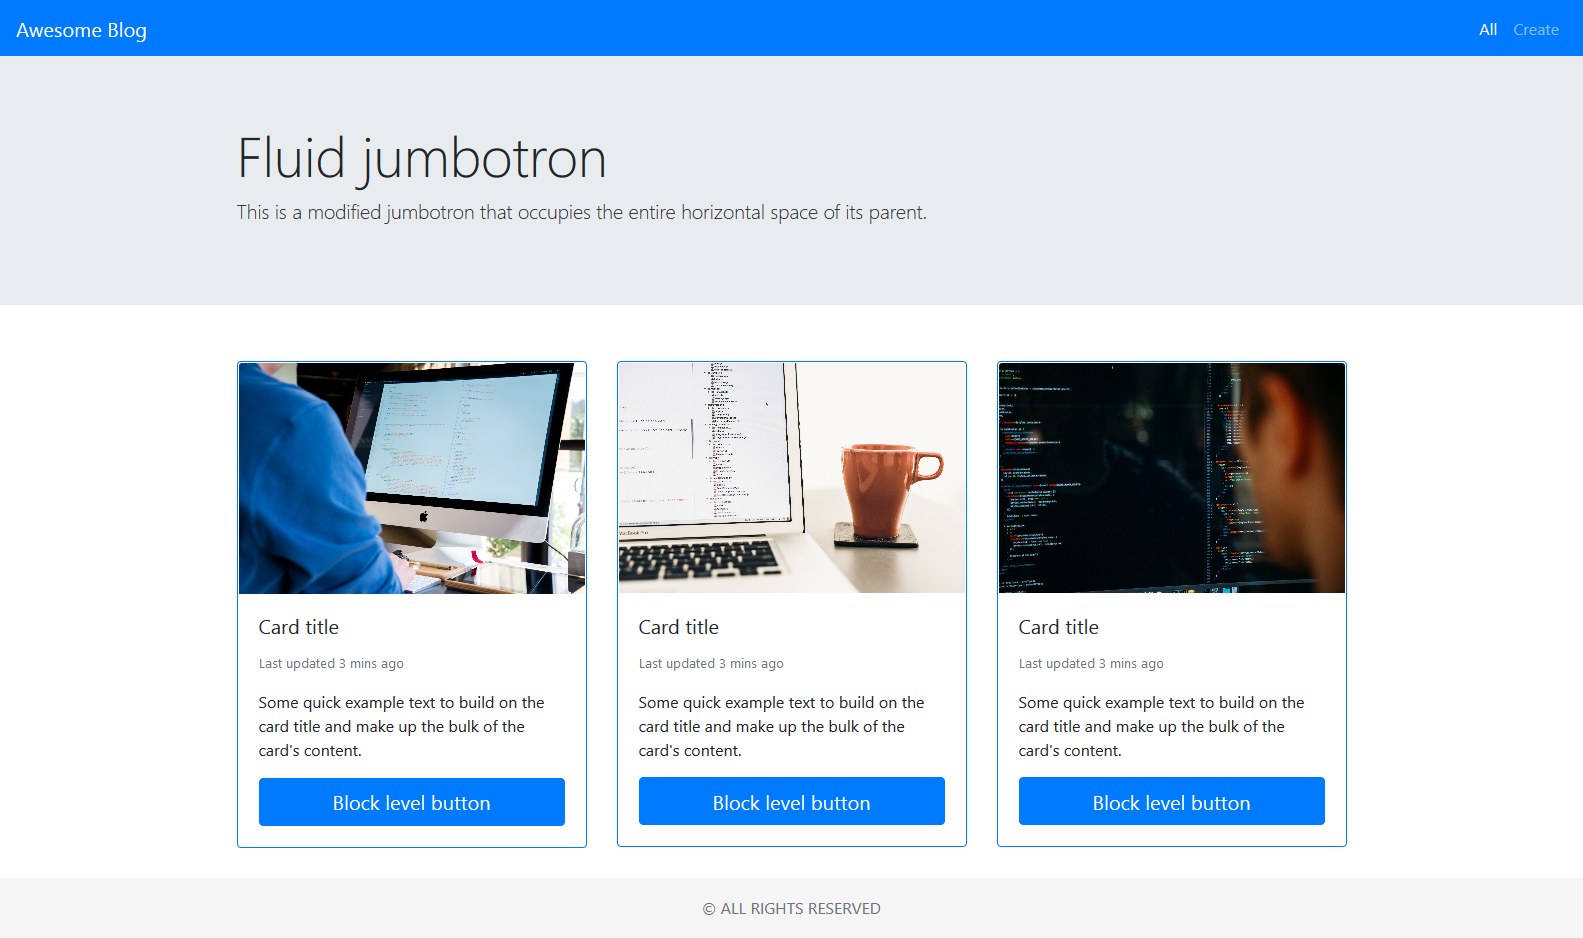 Awesome Blog
All Create
Fluid jumbotron
This is a modified jumbotron that occupies the entire horizontal space of its parent.
MacBook Pro
Card title
Last updated 3 mins ago
Some quick example text to build on the
card title and make up the bulk of the
card's content.
Block level button
Card title
Last updated 3 mins ago
Some quick example text to build on the
card title and make up the bulk of the
card's content.
Block level button
Card title
Last updated 3 mins ago
Some quick example text to build on the
card title and make up the bulk of the
card's content.
Block level button
© ALL RIGHTS RESERVED